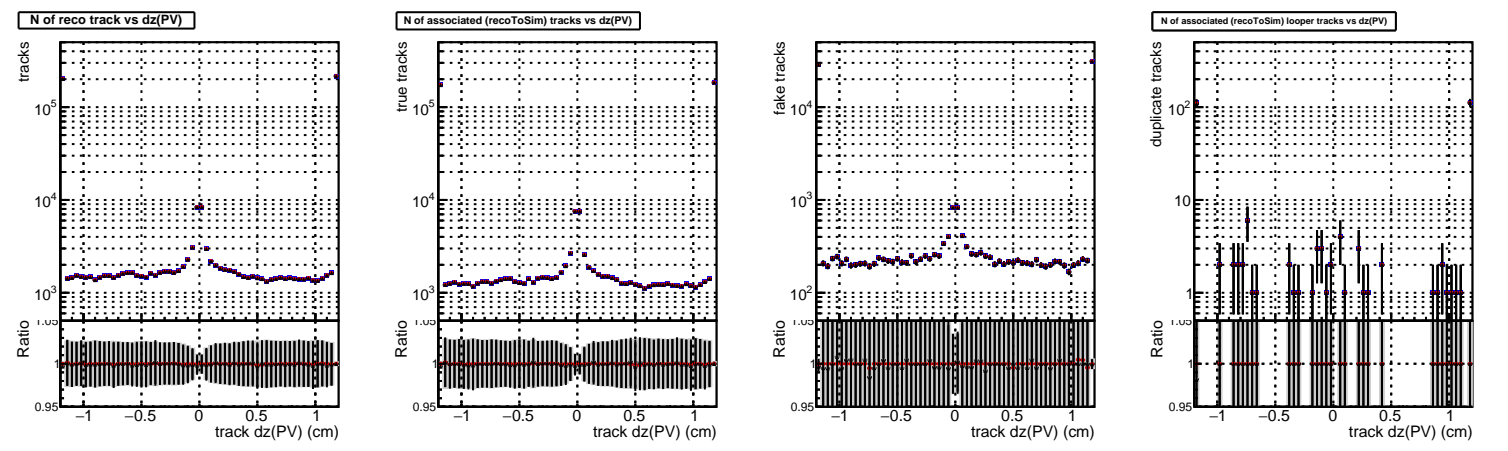 N of reco track vs dz(PV)
tracks
10^5
10^4
10^3
1.05
Ratio
1
0.95
−1 −0.5 0 0.5 1
track dz(PV) (cm)
N of associated (recoToSim) tracks vs dz(PV)
true tracks
10^5
10^4
10^3
1.05
Ratio
1
0.95
−1 −0.5 0 0.5 1
track dz(PV) (cm)
fake tracks
10^4
10^3
10^2
1.05
Ratio
1
0.95
−1 −0.5 0 0.5 1
track dz(PV) (cm)
N of associated (recoToSim) looper tracks vs dz(PV)
duplicate tracks
10^2
10
1
1.05
Ratio
1
0.95
−1 −0.5 0 0.5 1
track dz(PV) (cm)